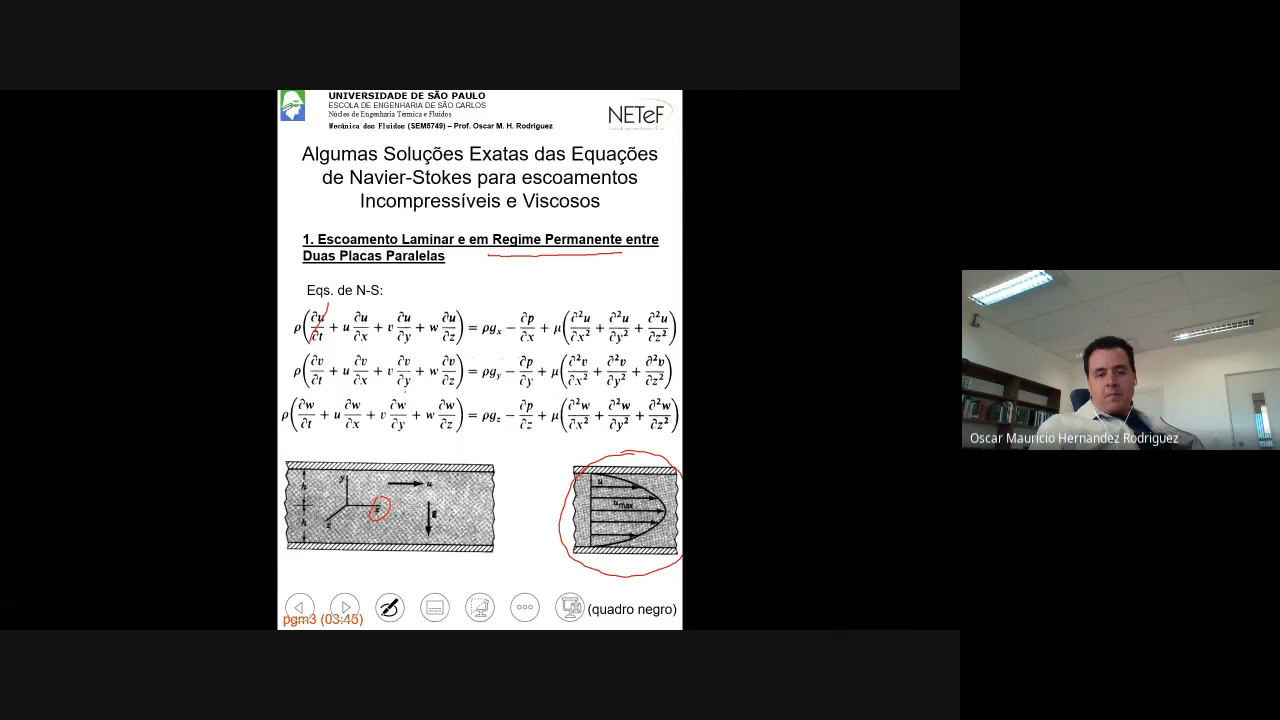 UNIVERSIDADE DE SÃO PAULO
ESCOLA DE ENGENHARIA DE SÃO CARLOS
Núcleo de Engenharia Térmica e Fluidos
Mecânica dos Fluidos (SEM5749) – Prof. Oscar M. H. Rodriguez
NETeF
Algumas Soluções Exatas das Equações
de Navier-Stokes para escoamentos
Incompressíveis e Viscosos
1. Escoamento Laminar e em Regime Permanente entre
Duas Placas Paralelas
Eqs. de N-S:
ρ(∂u/∂t + u ∂u/∂x + v ∂u/∂y + w ∂u/∂z) = ρg_x − ∂p/∂x + μ(∂²u/∂x² + ∂²u/∂y² + ∂²u/∂z²)
ρ(∂v/∂t + u ∂v/∂x + v ∂v/∂y + w ∂v/∂z) = ρg_y − ∂p/∂y + μ(∂²v/∂x² + ∂²v/∂y² + ∂²v/∂z²)
ρ(∂w/∂t + u ∂w/∂x + v ∂w/∂y + w ∂w/∂z) = ρg_z − ∂p/∂z + μ(∂²w/∂x² + ∂²w/∂y² + ∂²w/∂z²)
h
h
y
x
z
u
g
u
u_max
(quadro negro)
pgm3 (03:45)
Oscar Mauricio Hernandez Rodriguez